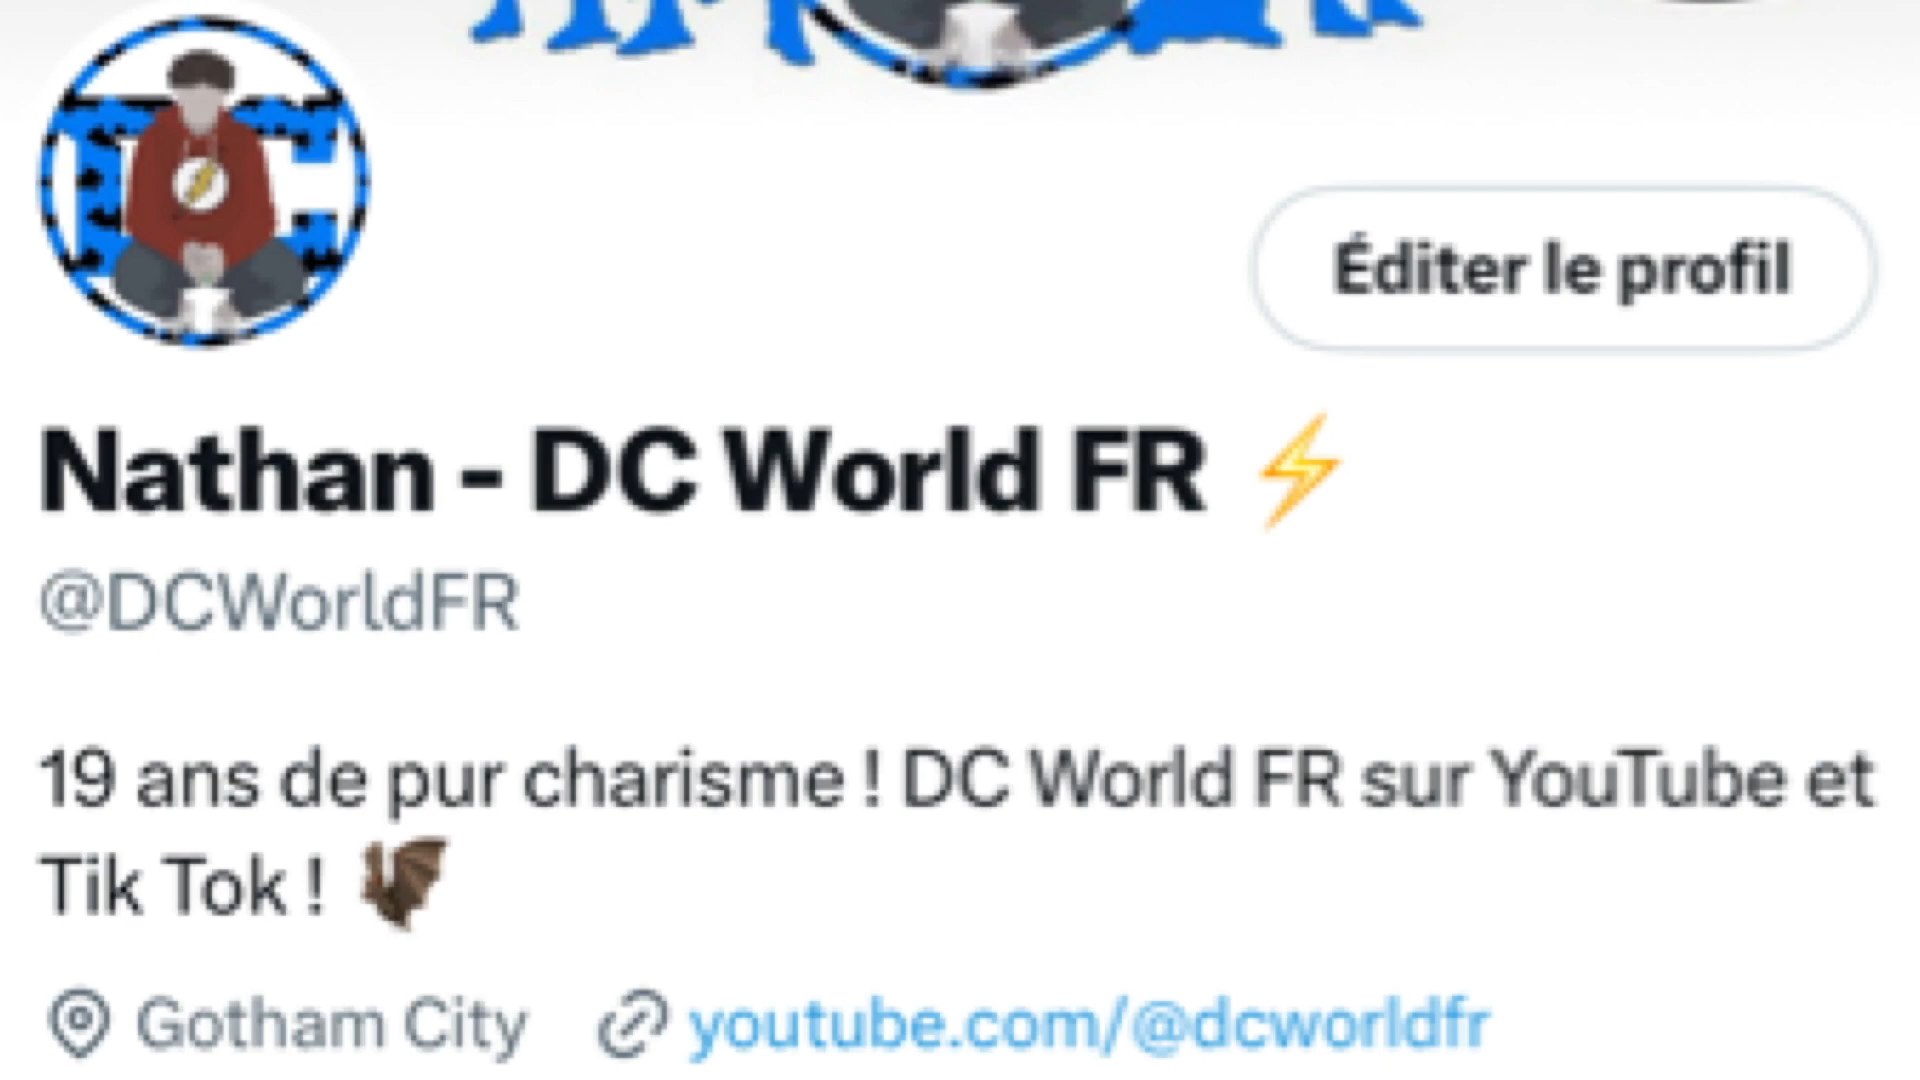 Éditer le profil
Nathan - DC World FR ⚡
@DCWorldFR
19 ans de pur charisme ! DC World FR sur YouTube et
Tik Tok ! 🦇
Gotham City youtube.com/@dcworldfr